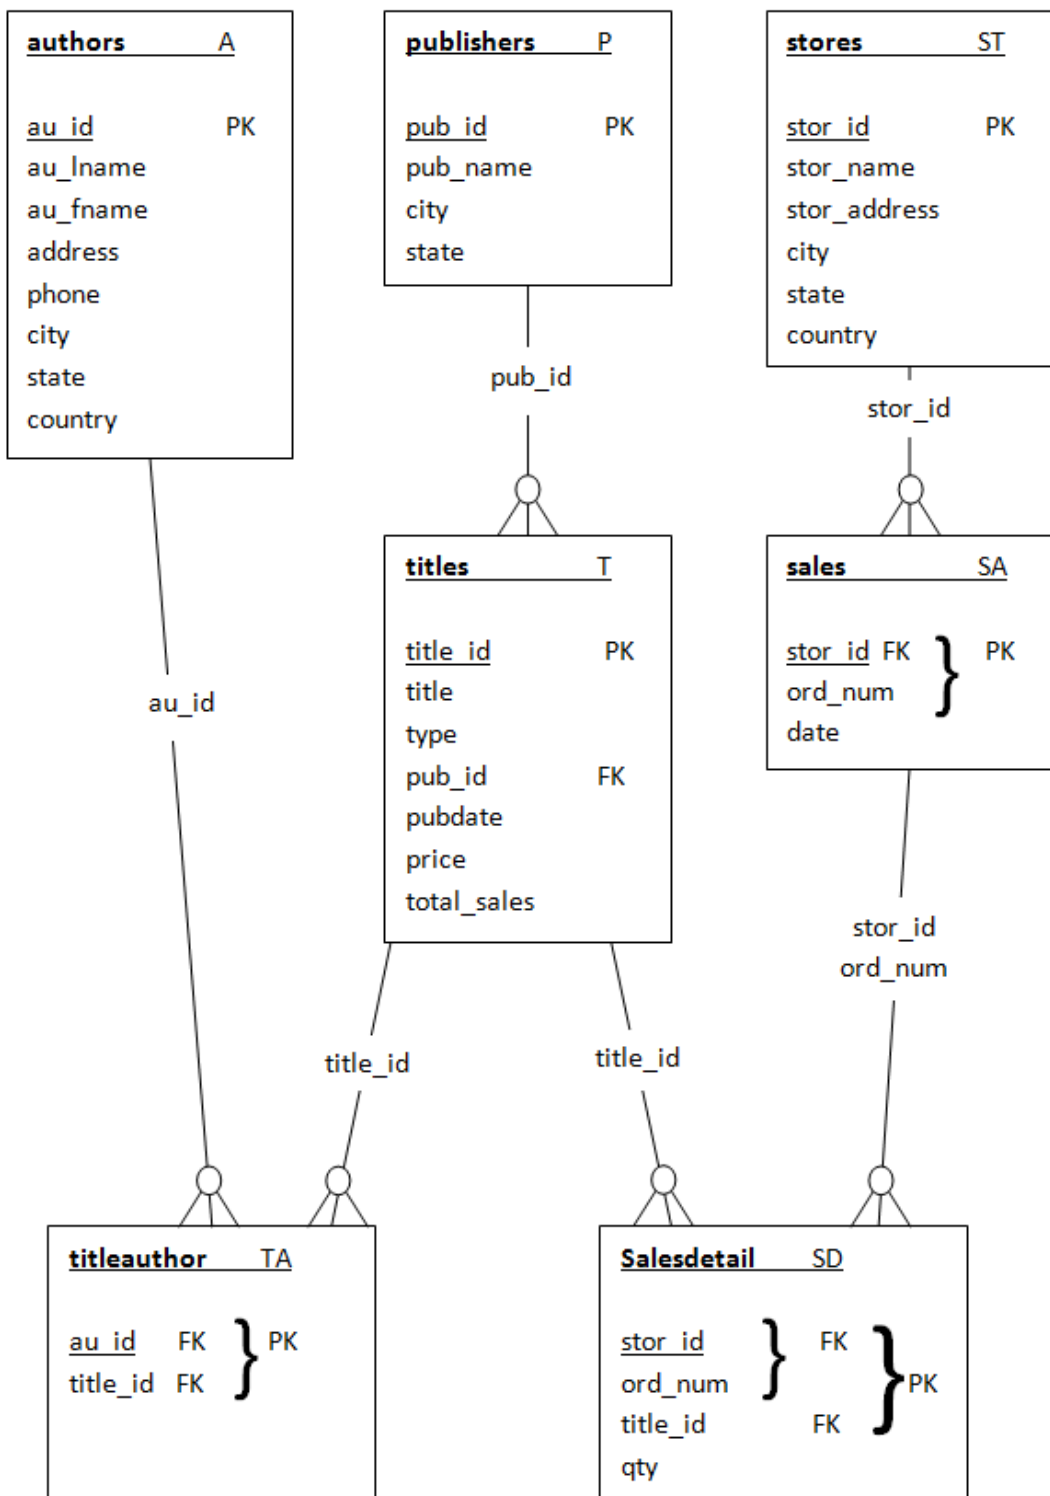 authors A
au_id PK
au_lname
au_fname
address
phone
city
state
country
publishers P
pub_id PK
pub_name
city
state
stores ST
stor_id PK
stor_name
stor_address
city
state
country
pub_id
stor_id
au_id
titles T
title_id PK
title
type
pub_id FK
pubdate
price
total_sales
sales SA
stor_id FK } PK
ord_num
date
title_id
title_id
stor_id
ord_num
titleauthor TA
au_id FK } PK
title_id FK
Salesdetail SD
stor_id } FK
ord_num } PK
title_id FK
qty